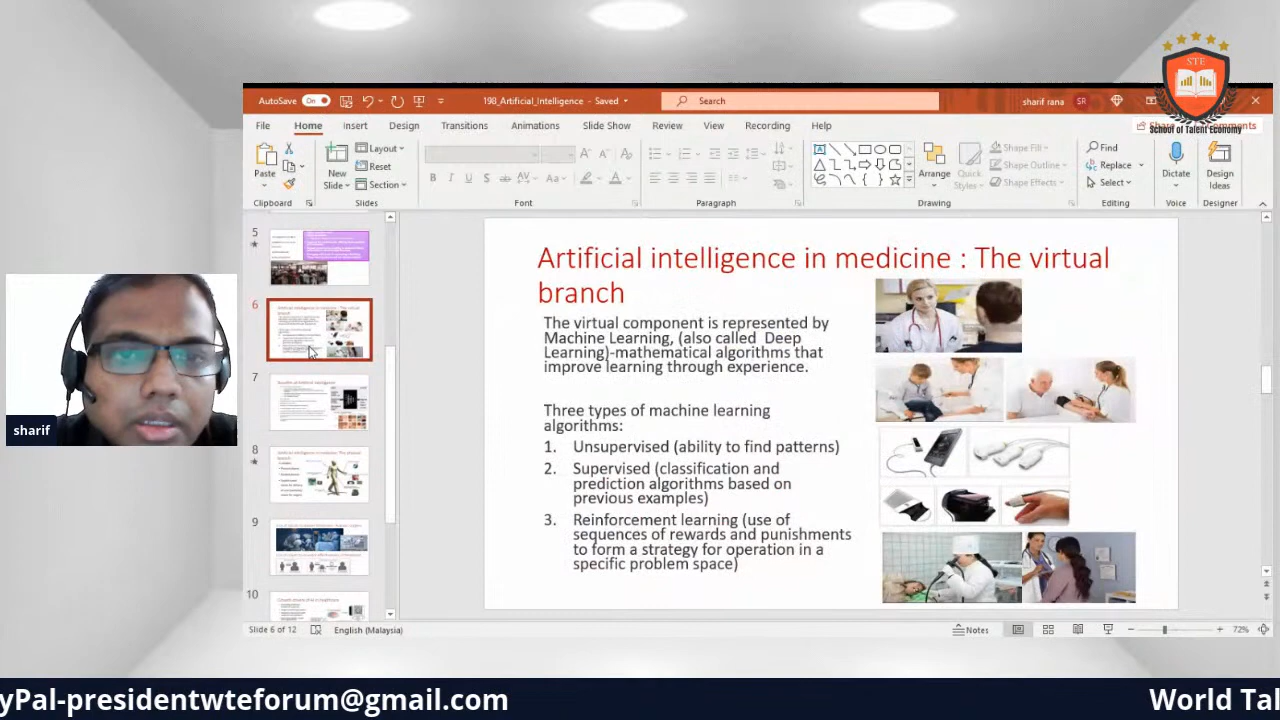 STE
School of Talent Economy
AutoSave On
198_Artificial_Intelligence - Saved
Search
sharif rana SR
File Home Insert Design Transitions Animations Slide Show Review View Recording Help
Comments
Paste
New
Slide
Layout
Reset
Section
B I U S
Aa
A
Arrange
Quick
Styles
Shape Fill
Shape Outline
Shape Effects
Find
Replace
Select
Dictate
Design
Ideas
Clipboard Slides Font Paragraph Drawing Editing Voice Designer
5
6
7
8
9
10
Artificial intelligence in medicine : The virtual
branch
The virtual component is represented by
Machine Learning, (also called Deep
Learning)-mathematical algorithms that
improve learning through experience.
Three types of machine learning
algorithms:
1. Unsupervised (ability to find patterns)
2. Supervised (classification and
prediction algorithms based on
previous examples)
3. Reinforcement learning (use of
sequences of rewards and punishments
to form a strategy for operation in a
specific problem space)
sharif
Slide 6 of 12 English (Malaysia) Notes 72%
yPal-presidentwteforum@gmail.com
World Tal